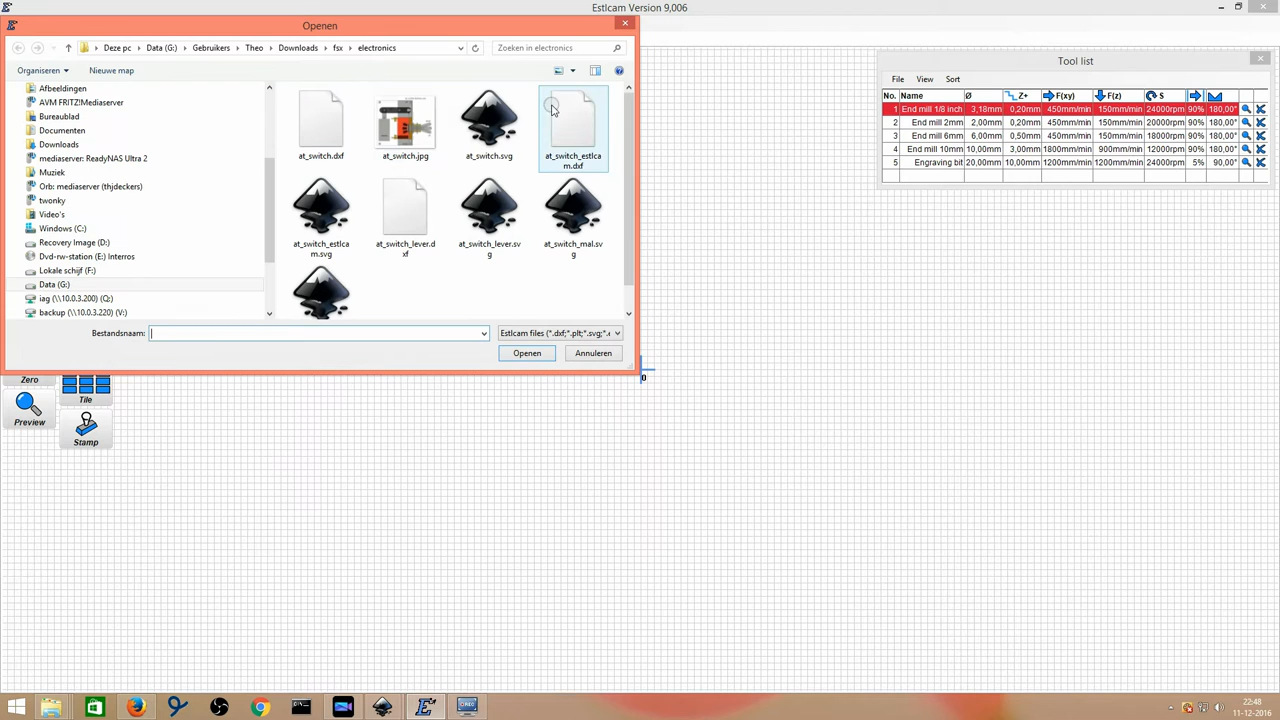 Estlcam Version 9,006
Openen
Deze pc
Data (G:)
Gebruikers
Theo
Downloads
fsx
electronics
Zoeken in electronics
Organiseren
Nieuwe map
Afbeeldingen
AVM FRITZ!Mediaserver
Bureaublad
Documenten
Downloads
mediaserver: ReadyNAS Ultra 2
Muziek
Orb: mediaserver (thjdeckers)
twonky
Video's
Windows (C:)
Recovery Image (D:)
Dvd-rw-station (E:) Interros
Lokale schijf (F:)
Data (G:)
iag (\\10.0.3.200) (Q:)
backup (\\10.0.3.220) (V:)
at_switch.dxf
at_switch.jpg
at_switch.svg
at_switch_estlca
m.dxf
at_switch_estlca
m.svg
at_switch_lever.d
xf
at_switch_lever.sv
g
at_switch_mal.sv
g
Bestandsnaam:
Estlcam files (*.dxf;*.plt;*.svg;*.
Openen
Annuleren
Tool list
File View Sort
No. Name Ø Z+ F(xy) F(z) S
1 End mill 1/8 inch 3,18mm 0,20mm 450mm/min 150mm/min 24000rpm 90% 180,00°
2 End mill 2mm 2,00mm 0,20mm 450mm/min 150mm/min 20000rpm 90% 180,00°
3 End mill 6mm 6,00mm 0,50mm 450mm/min 150mm/min 18000rpm 90% 180,00°
4 End mill 10mm 10,00mm 3,00mm 1800mm/min 900mm/min 12000rpm 90% 180,00°
5 Engraving bit 20,00mm 10,00mm 1200mm/min 1200mm/min 24000rpm 5% 90,00°
0
Zero
Tile
Preview
Stamp
22:48
11-12-2016